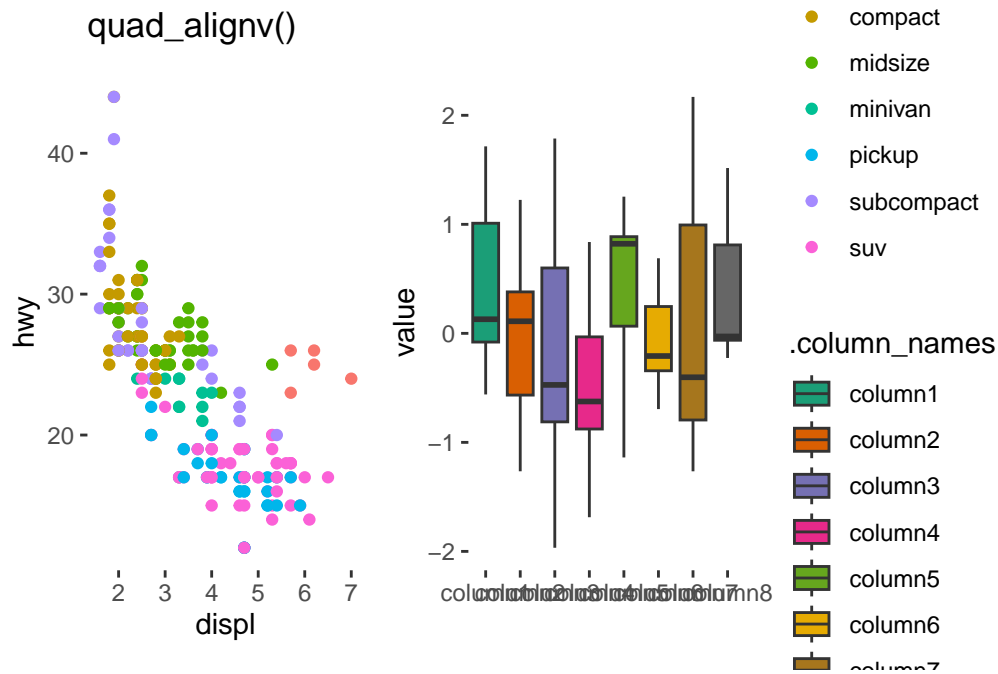 quad_alignv()
hwy
40
30
20
2 3 4 5 6 7
displ
value
2
1
0
−1
−2
column8
compact
midsize
minivan
pickup
subcompact
suv
.column_names
column1
column2
column3
column4
column5
column6
column7